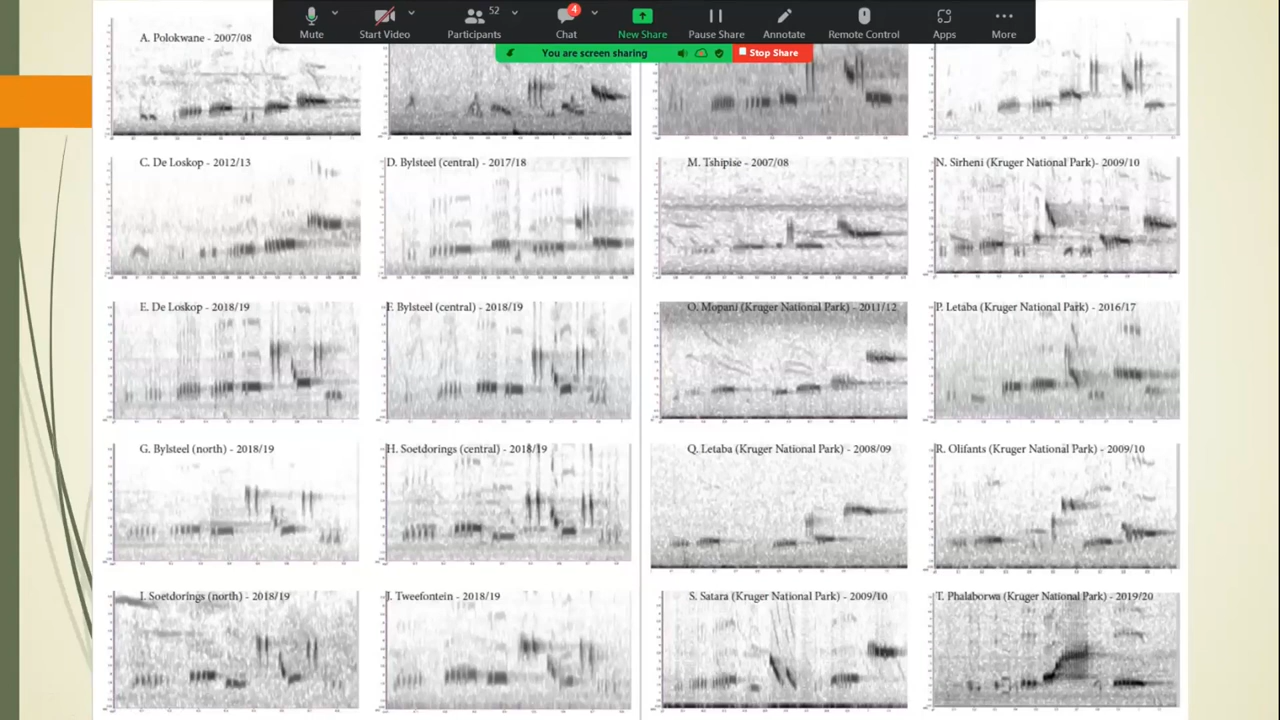 52
4
Mute
Start Video
Participants
Chat
New Share
Pause Share
Annotate
Remote Control
Apps
More
You are screen sharing
Stop Share
A. Polokwane - 2007/08
C. De Loskop - 2012/13
D. Bylsteel (central) - 2017/18
M. Tshipise - 2007/08
N. Sirheni (Kruger National Park)- 2009/10
E. De Loskop - 2018/19
F. Bylsteel (central) - 2018/19
O. Mopani (Kruger National Park) - 2011/12
P. Letaba (Kruger National Park) - 2016/17
G. Bylsteel (north) - 2018/19
H. Soetdorings (central) - 2018/19
Q. Letaba (Kruger National Park) - 2008/09
R. Olifants (Kruger National Park) - 2009/10
I. Soetdorings (north) - 2018/19
J. Tweefontein - 2018/19
S. Satara (Kruger National Park) - 2009/10
T. Phalaborwa (Kruger National Park) - 2019/20